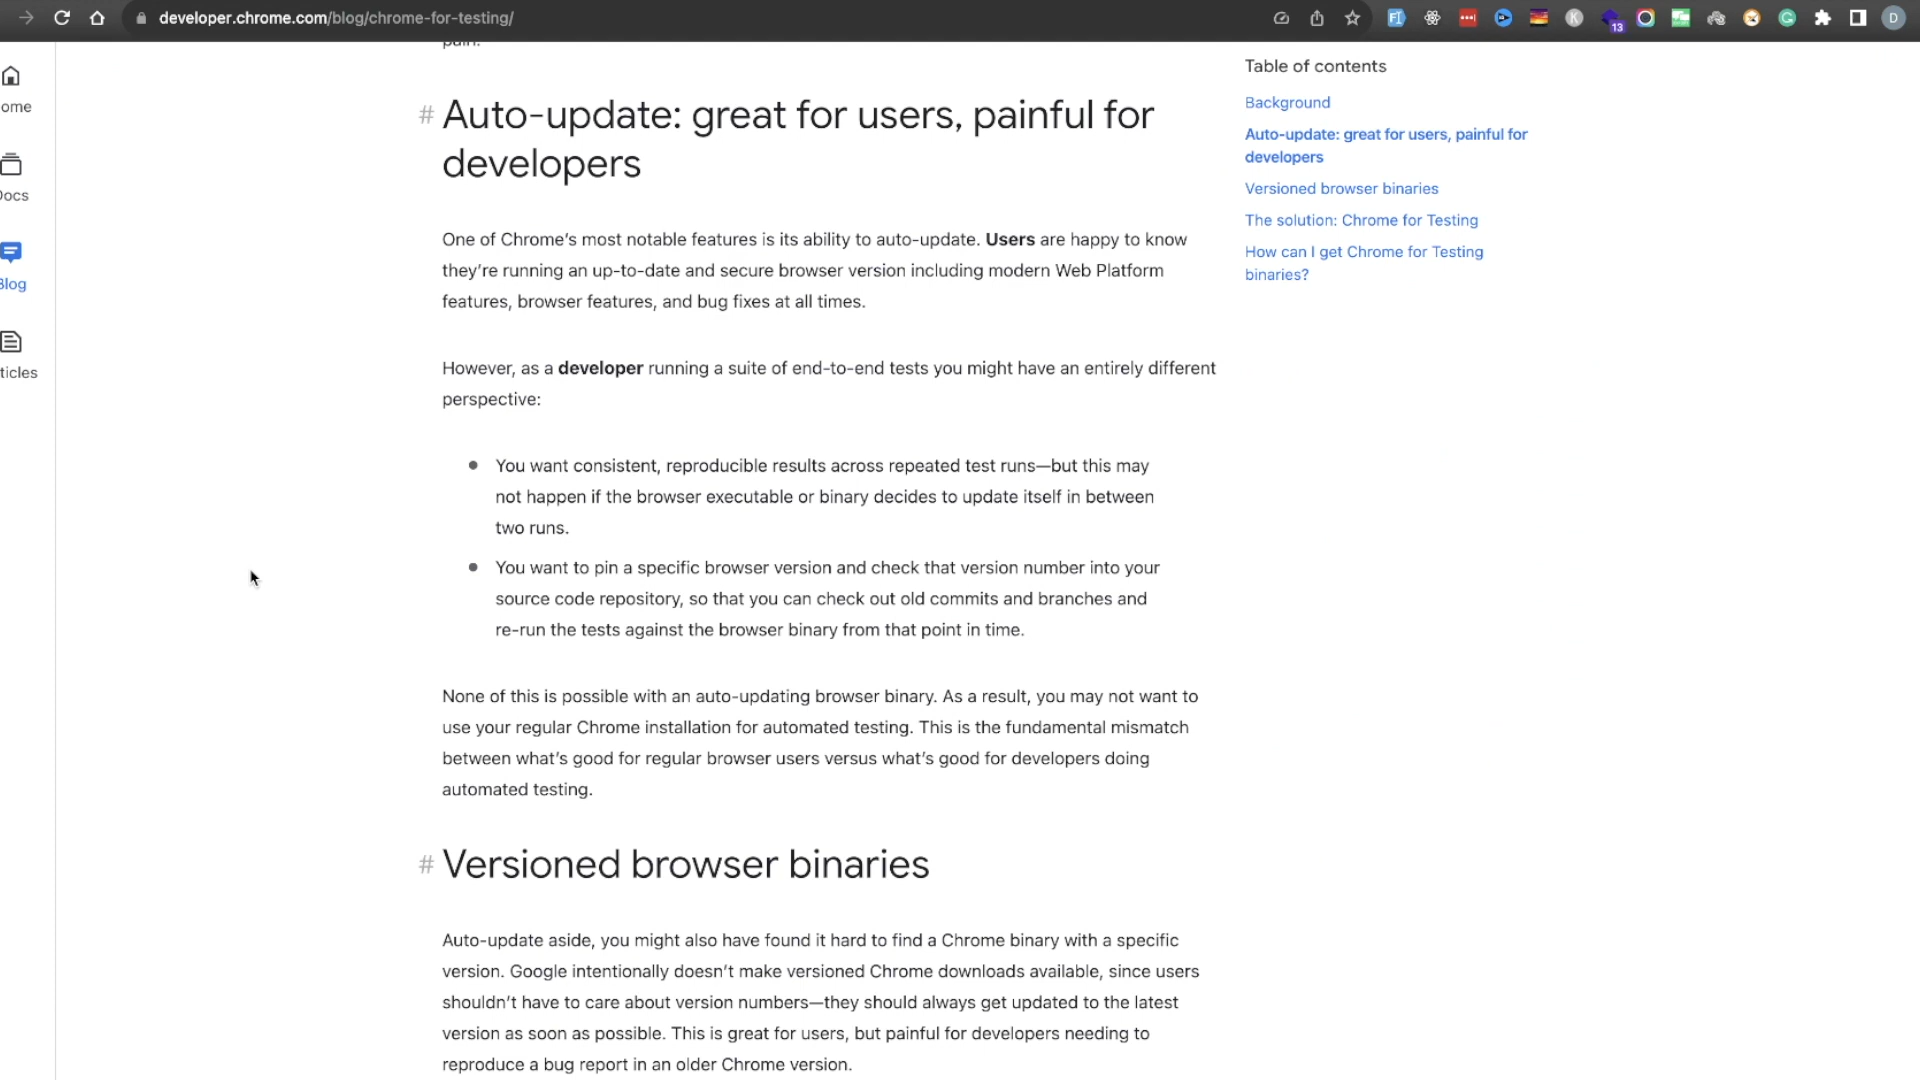 developer.chrome.com/blog/chrome-for-testing/
13
D
ome
Docs
Blog
ticles
pain.
# Auto-update: great for users, painful for
developers
One of Chrome's most notable features is its ability to auto-update. Users are happy to know
they're running an up-to-date and secure browser version including modern Web Platform
features, browser features, and bug fixes at all times.
However, as a developer running a suite of end-to-end tests you might have an entirely different
perspective:
You want consistent, reproducible results across repeated test runs—but this may
not happen if the browser executable or binary decides to update itself in between
two runs.
You want to pin a specific browser version and check that version number into your
source code repository, so that you can check out old commits and branches and
re-run the tests against the browser binary from that point in time.
None of this is possible with an auto-updating browser binary. As a result, you may not want to
use your regular Chrome installation for automated testing. This is the fundamental mismatch
between what's good for regular browser users versus what's good for developers doing
automated testing.
# Versioned browser binaries
Auto-update aside, you might also have found it hard to find a Chrome binary with a specific
version. Google intentionally doesn't make versioned Chrome downloads available, since users
shouldn't have to care about version numbers—they should always get updated to the latest
version as soon as possible. This is great for users, but painful for developers needing to
reproduce a bug report in an older Chrome version.
Table of contents
Background
Auto-update: great for users, painful for
developers
Versioned browser binaries
The solution: Chrome for Testing
How can I get Chrome for Testing
binaries?